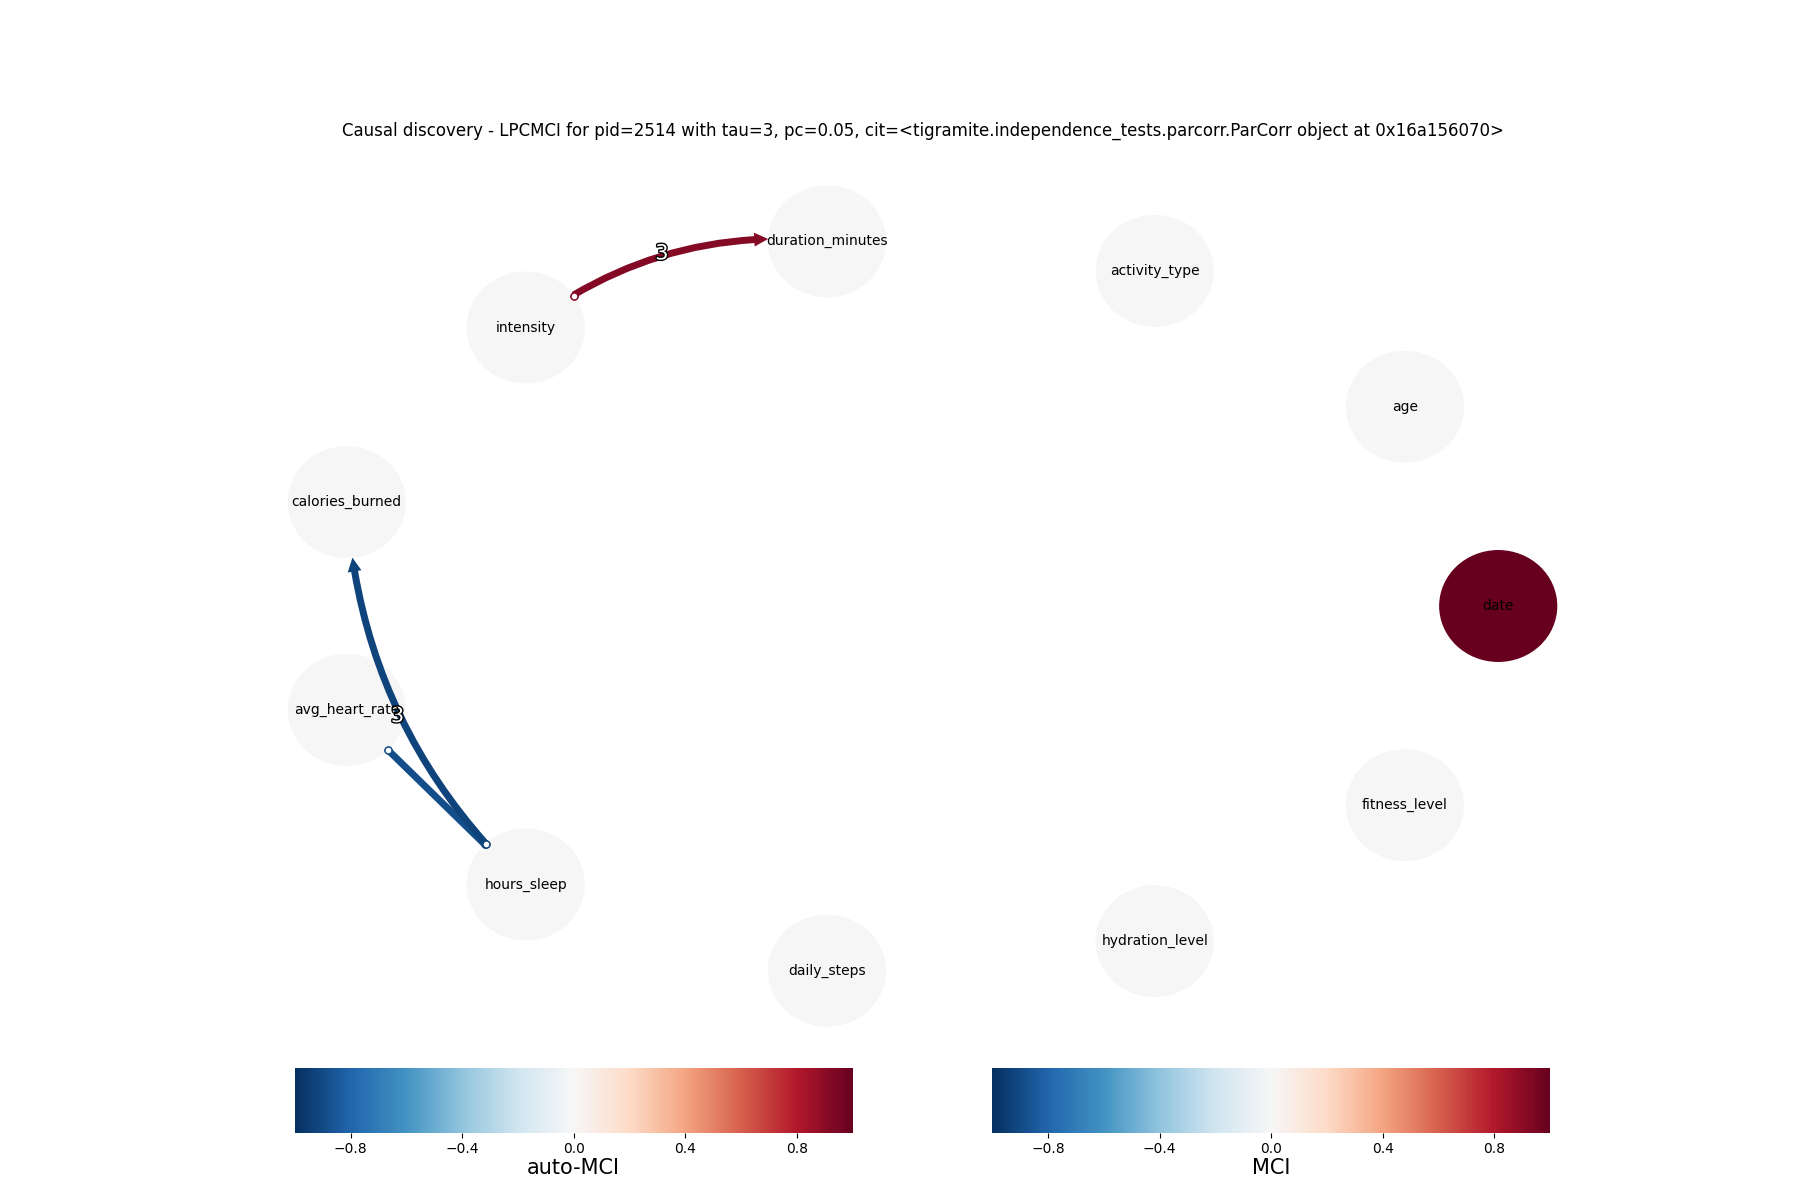 Causal discovery - LPCMCI for pid=2514 with tau=3, pc=0.05, cit=<tigramite.independence_tests.parcorr.ParCorr object at 0x16a156070>
duration_minutes
3
activity_type
intensity
age
calories_burned
date
avg_heart_rate
3
fitness_level
hours_sleep
hydration_level
daily_steps
−0.8 −0.4 0.0 0.4 0.8
auto-MCI
−0.8 −0.4 0.0 0.4 0.8
MCI